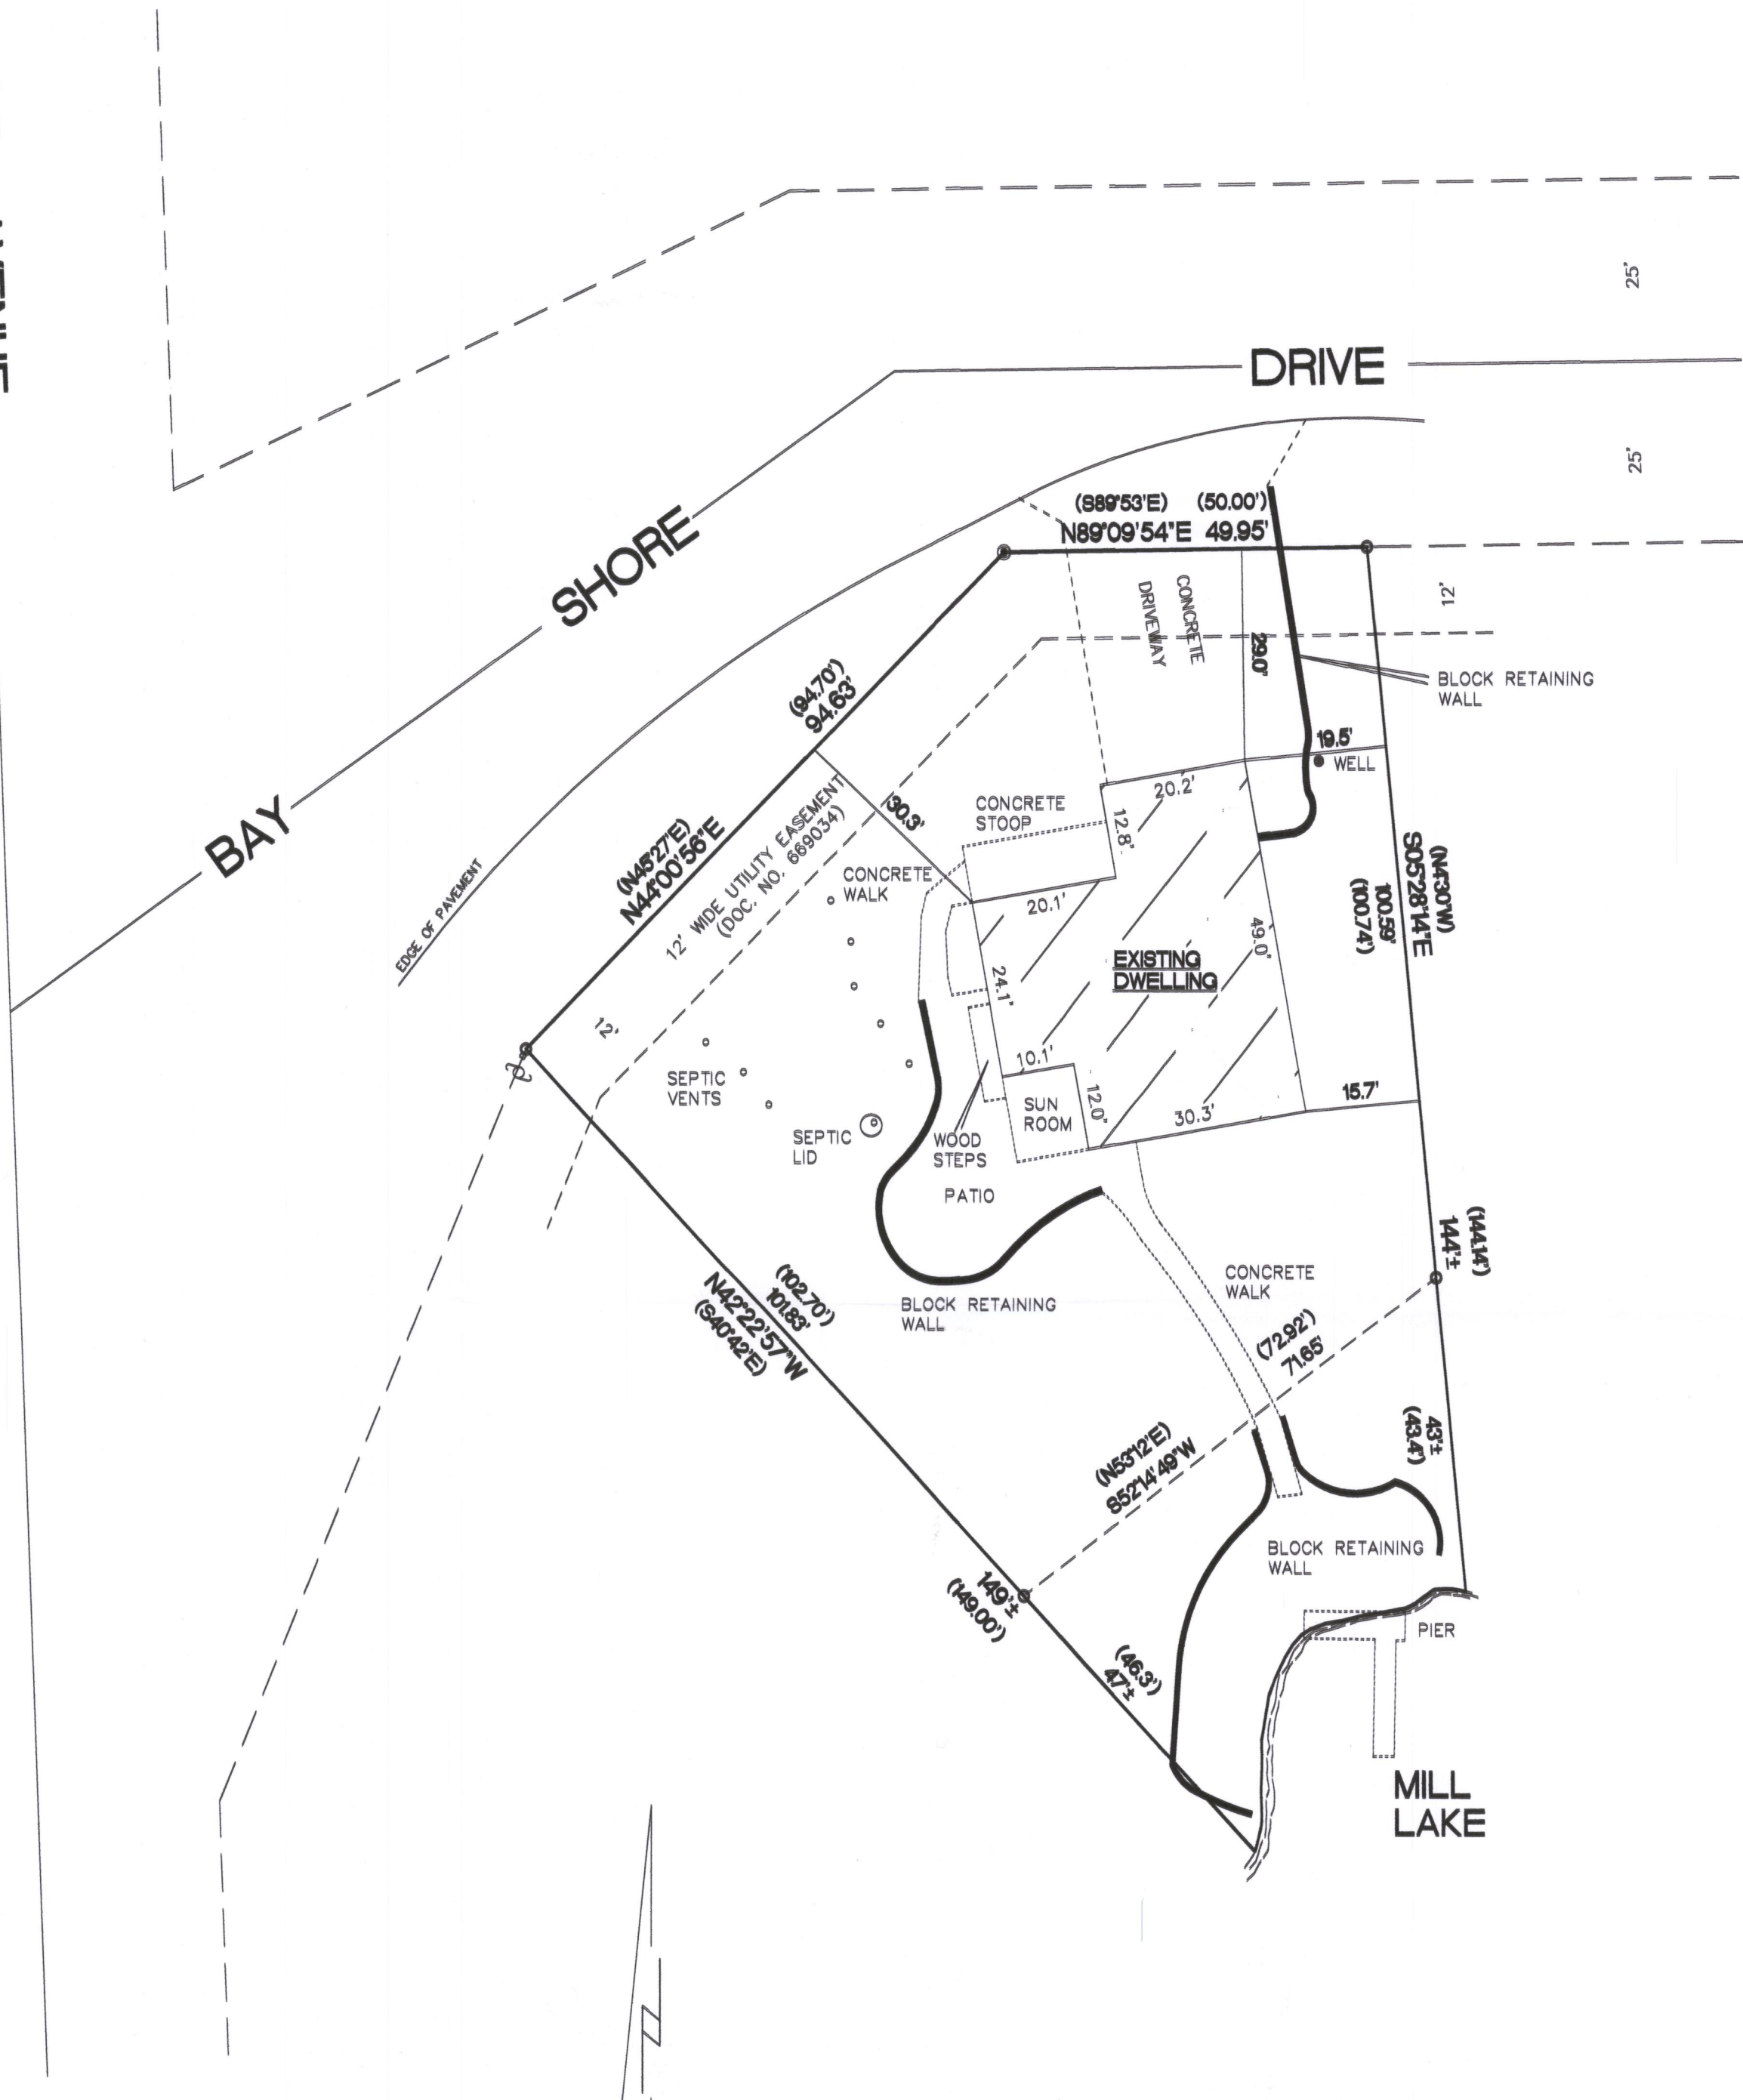 25'
DRIVE
25'
(S89°53'E) (50.00')
N89°09'54"E 49.95'
SHORE
BAY
EDGE OF PAVEMENT
CONCRETE
DRIVEWAY
29.0'
12'
BLOCK RETAINING
WALL
(94.70')
94.63'
19.5'
WELL
(N45°27'E)
N44°00'56"E
12' WIDE UTILITY EASEMENT
(DOC. NO. 669034)
30.3'
CONCRETE
STOOP
20.2'
12.8'
CONCRETE
WALK
20.1'
(N4°30'W)
S05°28'14"E
100.59'
(100.74')
49.0'
EXISTING
DWELLING
24.1'
12'
10.1'
SEPTIC
VENTS
SUN
ROOM
12.0'
30.3'
15.7'
SEPTIC
LID
WOOD
STEPS
PATIO
(144.14')
144'±
CONCRETE
WALK
BLOCK RETAINING
WALL
(102.70')
101.83'
N42°22'57"W
(S40°42'E)
(72.92')
71.65'
(N53°12'E)
S52°14'49"W
43'±
(43.4')
BLOCK RETAINING
WALL
149'±
(149.00')
PIER
(46.3')
47'±
MILL
LAKE